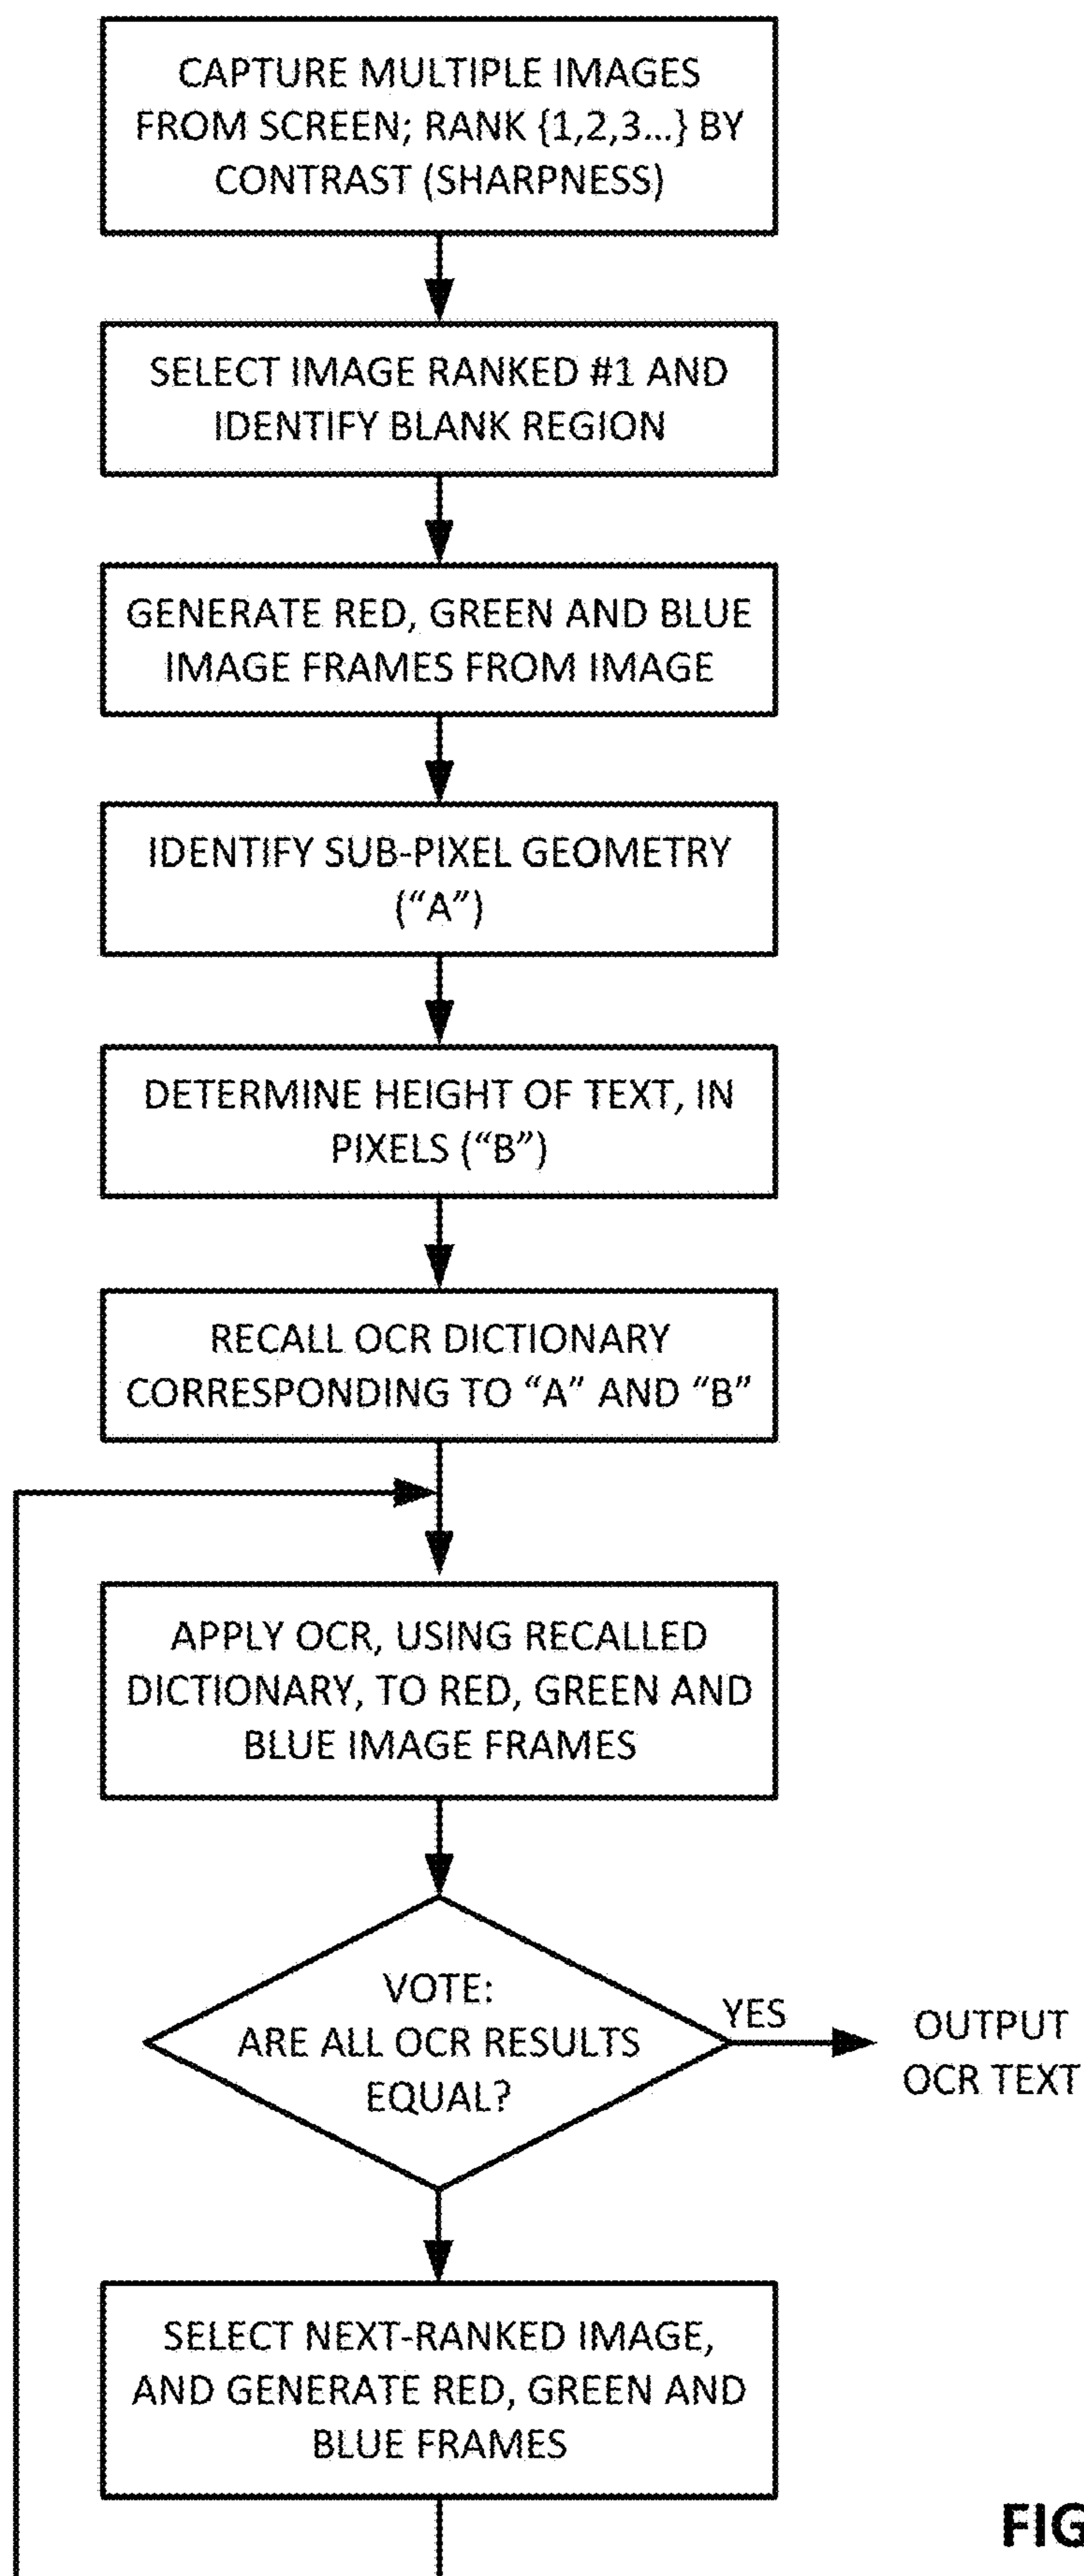 CAPTURE MULTIPLE IMAGES
FROM SCREEN; RANK {1,2,3...} BY
CONTRAST (SHARPNESS)
SELECT IMAGE RANKED #1 AND
IDENTIFY BLANK REGION
GENERATE RED, GREEN AND BLUE
IMAGE FRAMES FROM IMAGE
IDENTIFY SUB-PIXEL GEOMETRY
(“A”)
DETERMINE HEIGHT OF TEXT, IN
PIXELS (“B”)
RECALL OCR DICTIONARY
CORRESPONDING TO “A” AND “B”
APPLY OCR, USING RECALLED
DICTIONARY, TO RED, GREEN AND
BLUE IMAGE FRAMES
VOTE:
ARE ALL OCR RESULTS
EQUAL?
YES
OUTPUT
OCR TEXT
SELECT NEXT-RANKED IMAGE,
AND GENERATE RED, GREEN AND
BLUE FRAMES
FIG